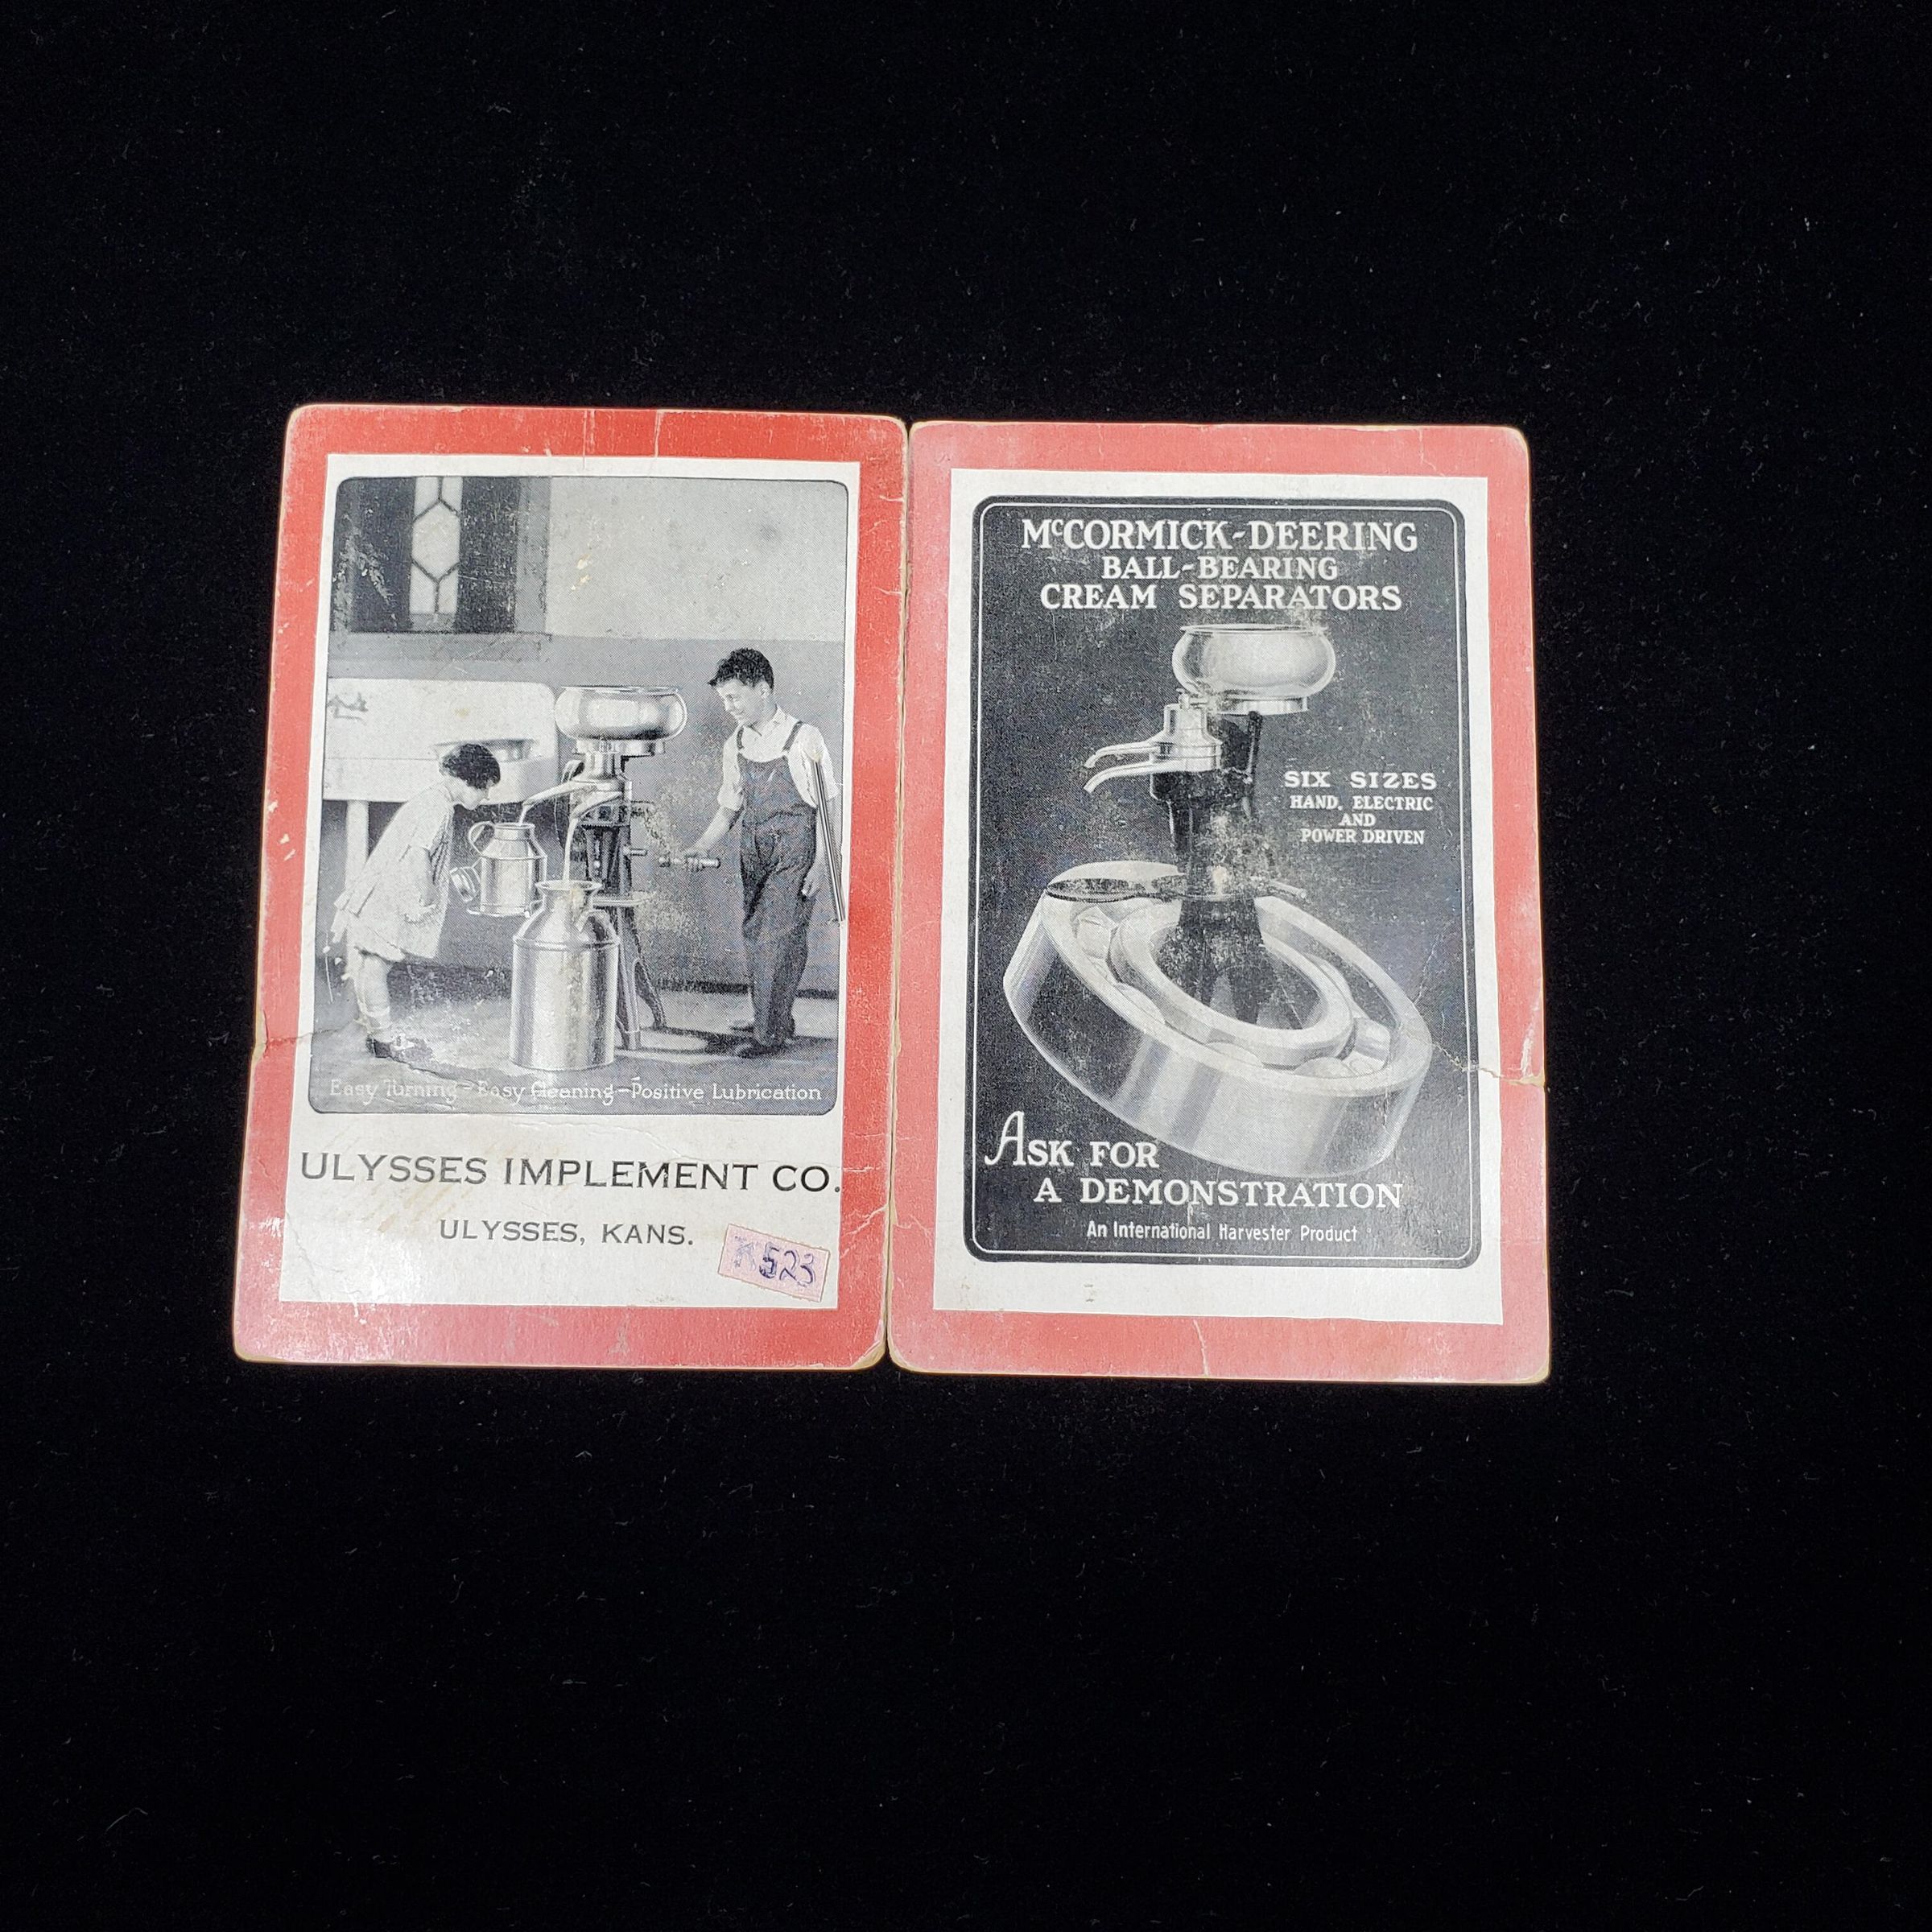 Easy Turning - Easy Cleaning - Positive Lubrication
ULYSSES IMPLEMENT CO.
ULYSSES, KANS.
523
McCORMICK-DEERING
BALL-BEARING
CREAM SEPARATORS
SIX SIZES
HAND, ELECTRIC
AND
POWER DRIVEN
ASK FOR
A DEMONSTRATION
An International Harvester Product